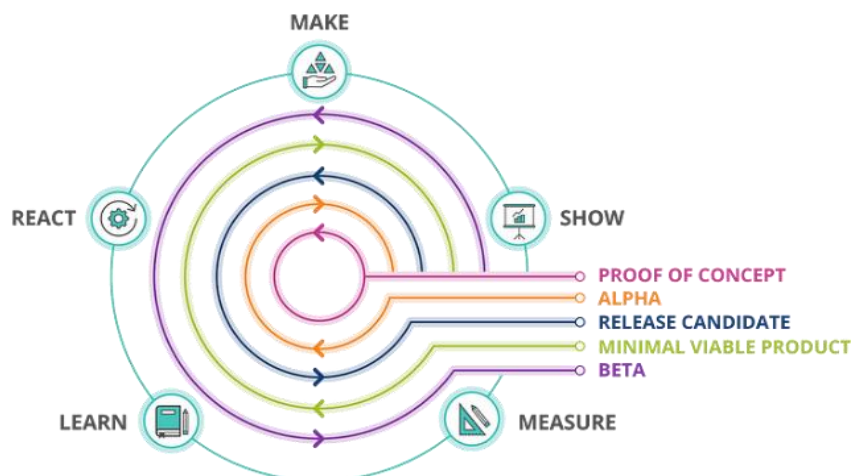 MAKE
REACT
SHOW
PROOF OF CONCEPT
ALPHA
RELEASE CANDIDATE
MINIMAL VIABLE PRODUCT
BETA
LEARN
MEASURE